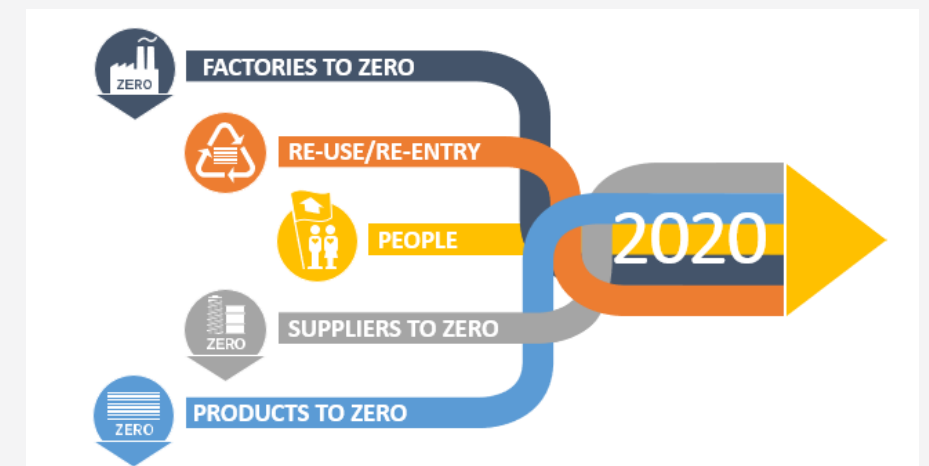 ZERO
FACTORIES TO ZERO
RE-USE/RE-ENTRY
PEOPLE
2020
ZERO
SUPPLIERS TO ZERO
ZERO
PRODUCTS TO ZERO